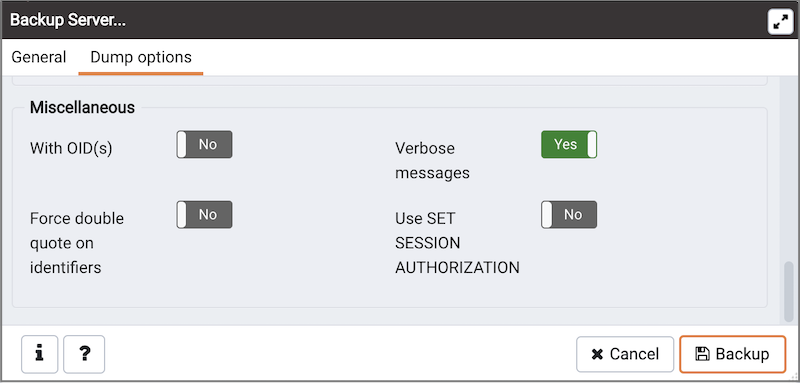 Backup Server...
General Dump options
Miscellaneous
With OID(s) No
Verbose messages Yes
Force double
quote on
identifiers
No
Use SET
SESSION
AUTHORIZATION
No
i ? Cancel Backup